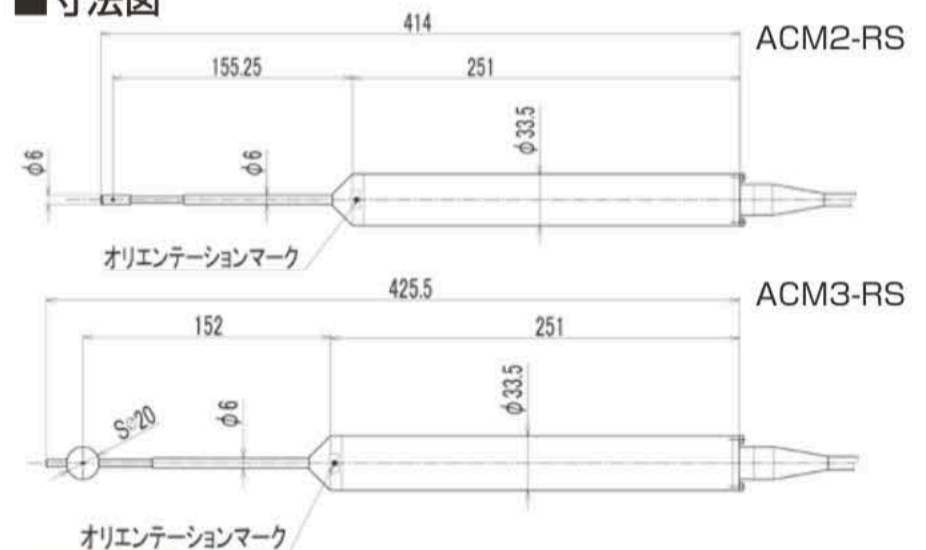 ■寸法図
414
ACM2-RS
155.25
251
φ33.5
φ6
φ6
オリエンテーションマーク
425.5
ACM3-RS
152
251
φ33.5
φ6
S⌀20
オリエンテーションマーク